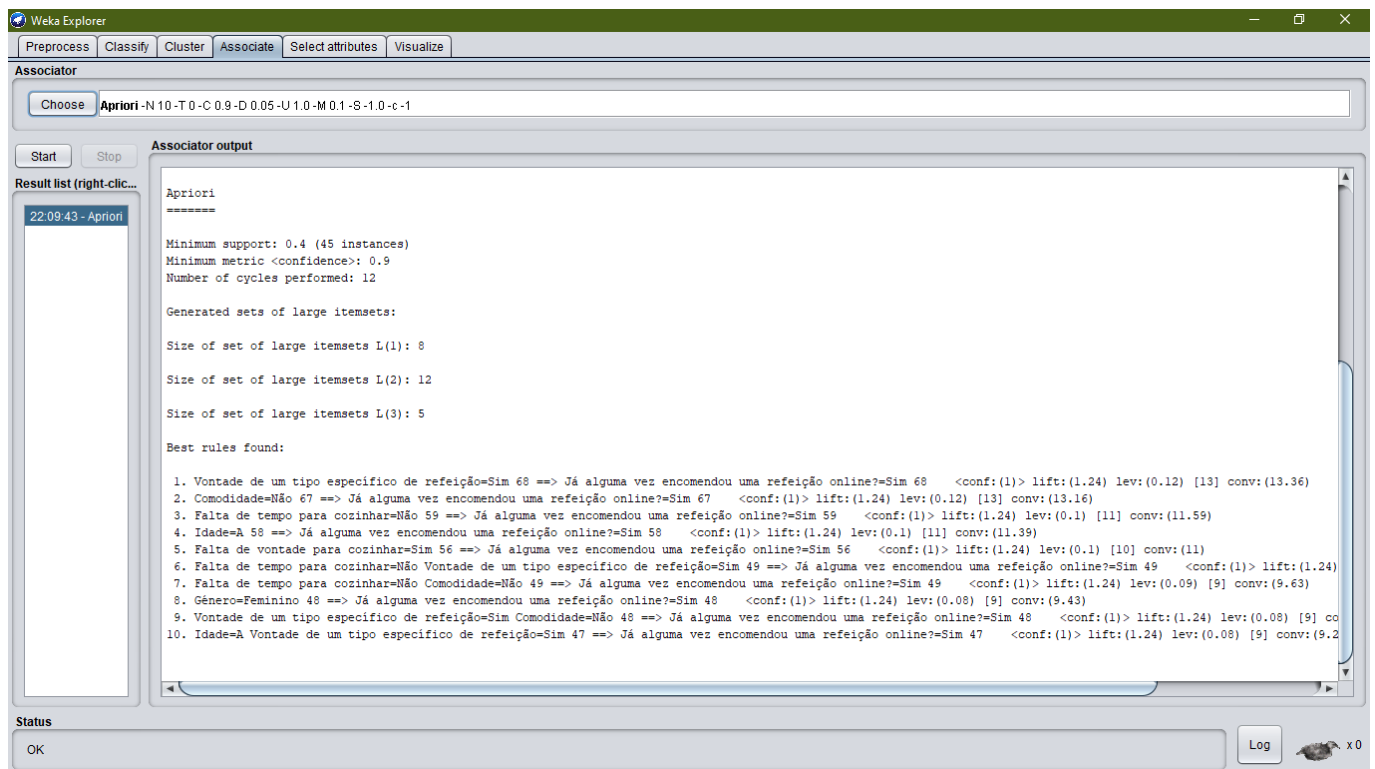 Weka Explorer
Preprocess Classify Cluster Associate Select attributes Visualize
Associator
Choose Apriori -N 10 -T 0 -C 0.9 -D 0.05 -U 1.0 -M 0.1 -S -1.0 -c -1
Start Stop
Associator output
Result list (right-clic...
22:09:43 - Apriori
Apriori
=======
Minimum support: 0.4 (45 instances)
Minimum metric <confidence>: 0.9
Number of cycles performed: 12
Generated sets of large itemsets:
Size of set of large itemsets L(1): 8
Size of set of large itemsets L(2): 12
Size of set of large itemsets L(3): 5
Best rules found:
1. Vontade de um tipo específico de refeição=Sim 68 ==> Já alguma vez encomendou uma refeição online?=Sim 68 <conf:(1)> lift:(1.24) lev:(0.12) [13] conv:(13.36)
2. Comodidade=Não 67 ==> Já alguma vez encomendou uma refeição online?=Sim 67 <conf:(1)> lift:(1.24) lev:(0.12) [13] conv:(13.16)
3. Falta de tempo para cozinhar=Não 59 ==> Já alguma vez encomendou uma refeição online?=Sim 59 <conf:(1)> lift:(1.24) lev:(0.1) [11] conv:(11.59)
4. Idade=A 58 ==> Já alguma vez encomendou uma refeição online?=Sim 58 <conf:(1)> lift:(1.24) lev:(0.1) [11] conv:(11.39)
5. Falta de vontade para cozinhar=Sim 56 ==> Já alguma vez encomendou uma refeição online?=Sim 56 <conf:(1)> lift:(1.24) lev:(0.1) [10] conv:(11)
6. Falta de tempo para cozinhar=Não Vontade de um tipo específico de refeição=Sim 49 ==> Já alguma vez encomendou uma refeição online?=Sim 49 <conf:(1)> lift:(1.24)
7. Falta de tempo para cozinhar=Não Comodidade=Não 49 ==> Já alguma vez encomendou uma refeição online?=Sim 49 <conf:(1)> lift:(1.24) lev:(0.09) [9] conv:(9.63)
8. Género=Feminino 48 ==> Já alguma vez encomendou uma refeição online?=Sim 48 <conf:(1)> lift:(1.24) lev:(0.08) [9] conv:(9.43)
9. Vontade de um tipo específico de refeição=Sim Comodidade=Não 48 ==> Já alguma vez encomendou uma refeição online?=Sim 48 <conf:(1)> lift:(1.24) lev:(0.08) [9] co
10. Idade=A Vontade de um tipo específico de refeição=Sim 47 ==> Já alguma vez encomendou uma refeição online?=Sim 47 <conf:(1)> lift:(1.24) lev:(0.08) [9] conv:(9.2
Status
OK
Log
x 0